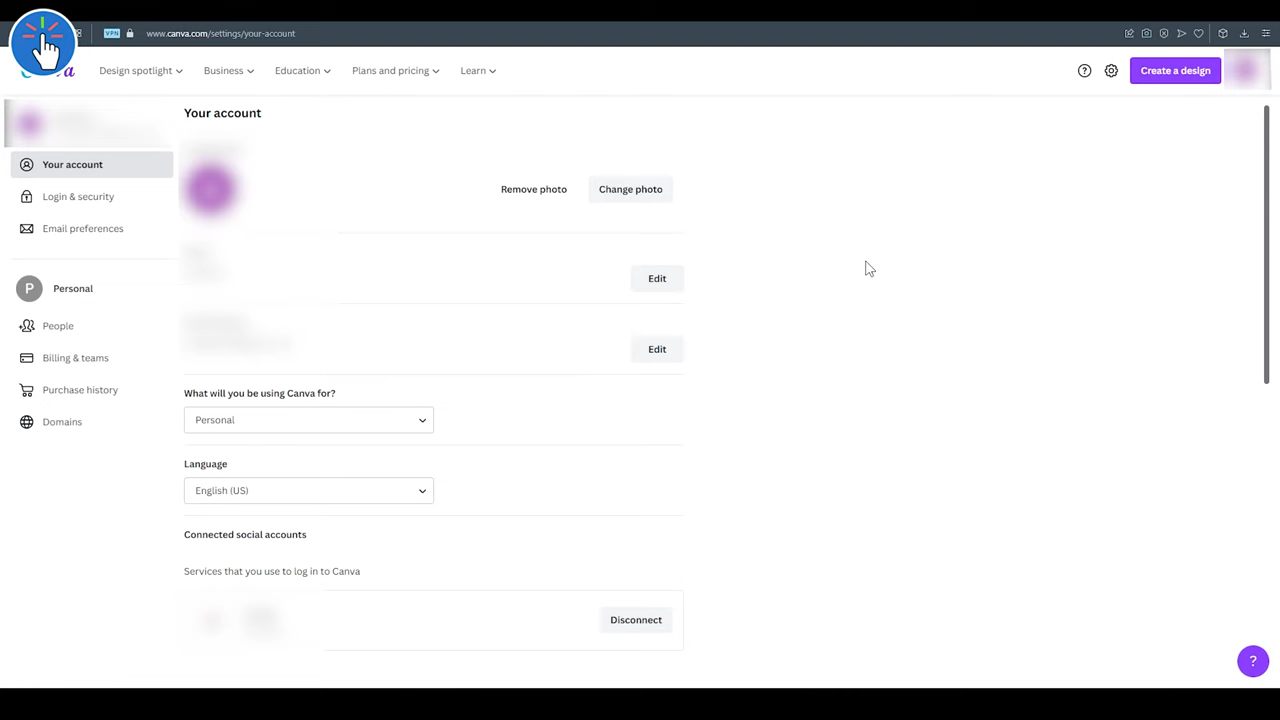 VPN
www.canva.com/settings/your-account
Design spotlight
Business
Education
Plans and pricing
Learn
Create a design
Your account
Your account
Login & security
Email preferences
P
Personal
People
Billing & teams
Purchase history
Domains
Remove photo
Change photo
Edit
Edit
What will you be using Canva for?
Personal
Language
English (US)
Connected social accounts
Services that you use to log in to Canva
Disconnect
?